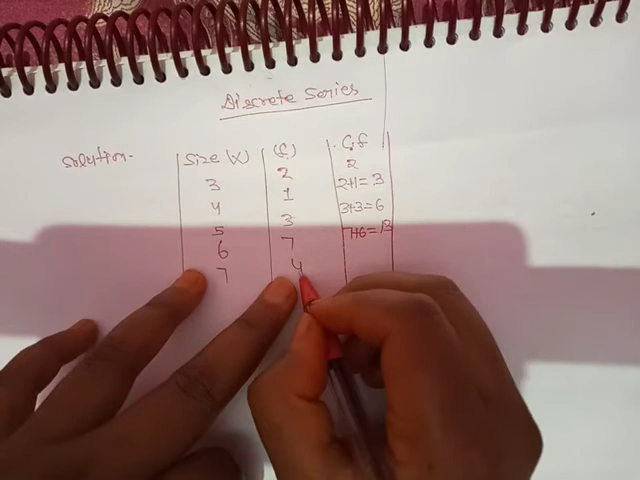 Discrete Series
Solution-
Size (X) (f) C.f
3 2 2
4 1 2+1=3
5 3 3+3=6
6 7 7+6=13
7 4